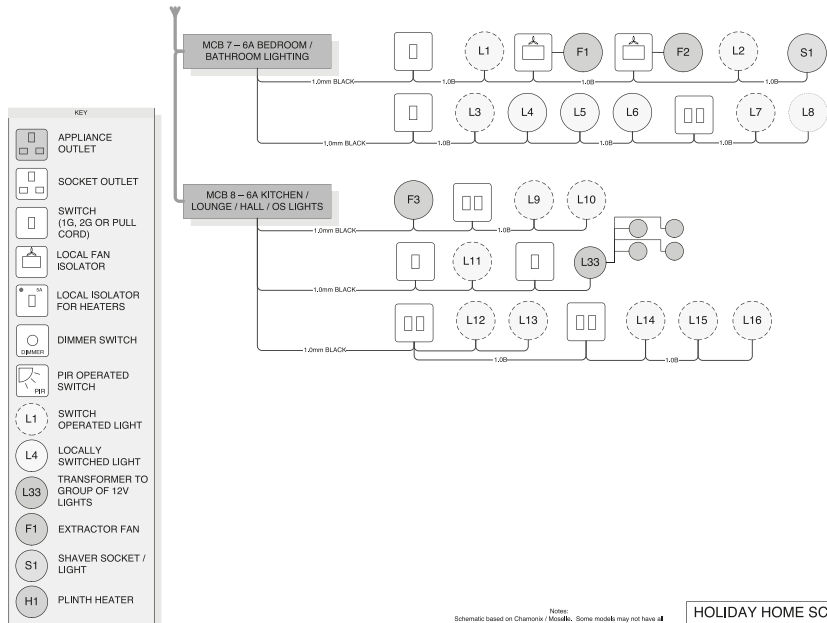 MCB 7 – 6A BEDROOM /
BATHROOM LIGHTING
L1
F1
F2
L2
S1
1.0mm BLACK
1.0B
1.0B
1.0B
L3
L4
L5
L6
L7
L8
1.0mm BLACK
1.0B
1.0B
1.0B
MCB 8 – 6A KITCHEN /
LOUNGE / HALL / OS LIGHTS
F3
L9
L10
1.0mm BLACK
1.0B
L11
L33
1.0mm BLACK
L12
L13
L14
L15
L16
1.0mm BLACK
1.0B
1.0B
KEY
APPLIANCE
OUTLET
SOCKET OUTLET
SWITCH
(1G, 2G OR PULL
CORD)
LOCAL FAN
ISOLATOR
5A
LOCAL ISOLATOR
FOR HEATERS
DIMMER
DIMMER SWITCH
PIR
PIR OPERATED
SWITCH
L1
SWITCH
OPERATED LIGHT
L4
LOCALLY
SWITCHED LIGHT
L33
TRANSFORMER TO
GROUP OF 12V
LIGHTS
F1
EXTRACTOR FAN
S1
SHAVER SOCKET /
LIGHT
H1
PLINTH HEATER
Notes:
Schematic based on Chamonix / Moselle. Some models may not have all
HOLIDAY HOME SC